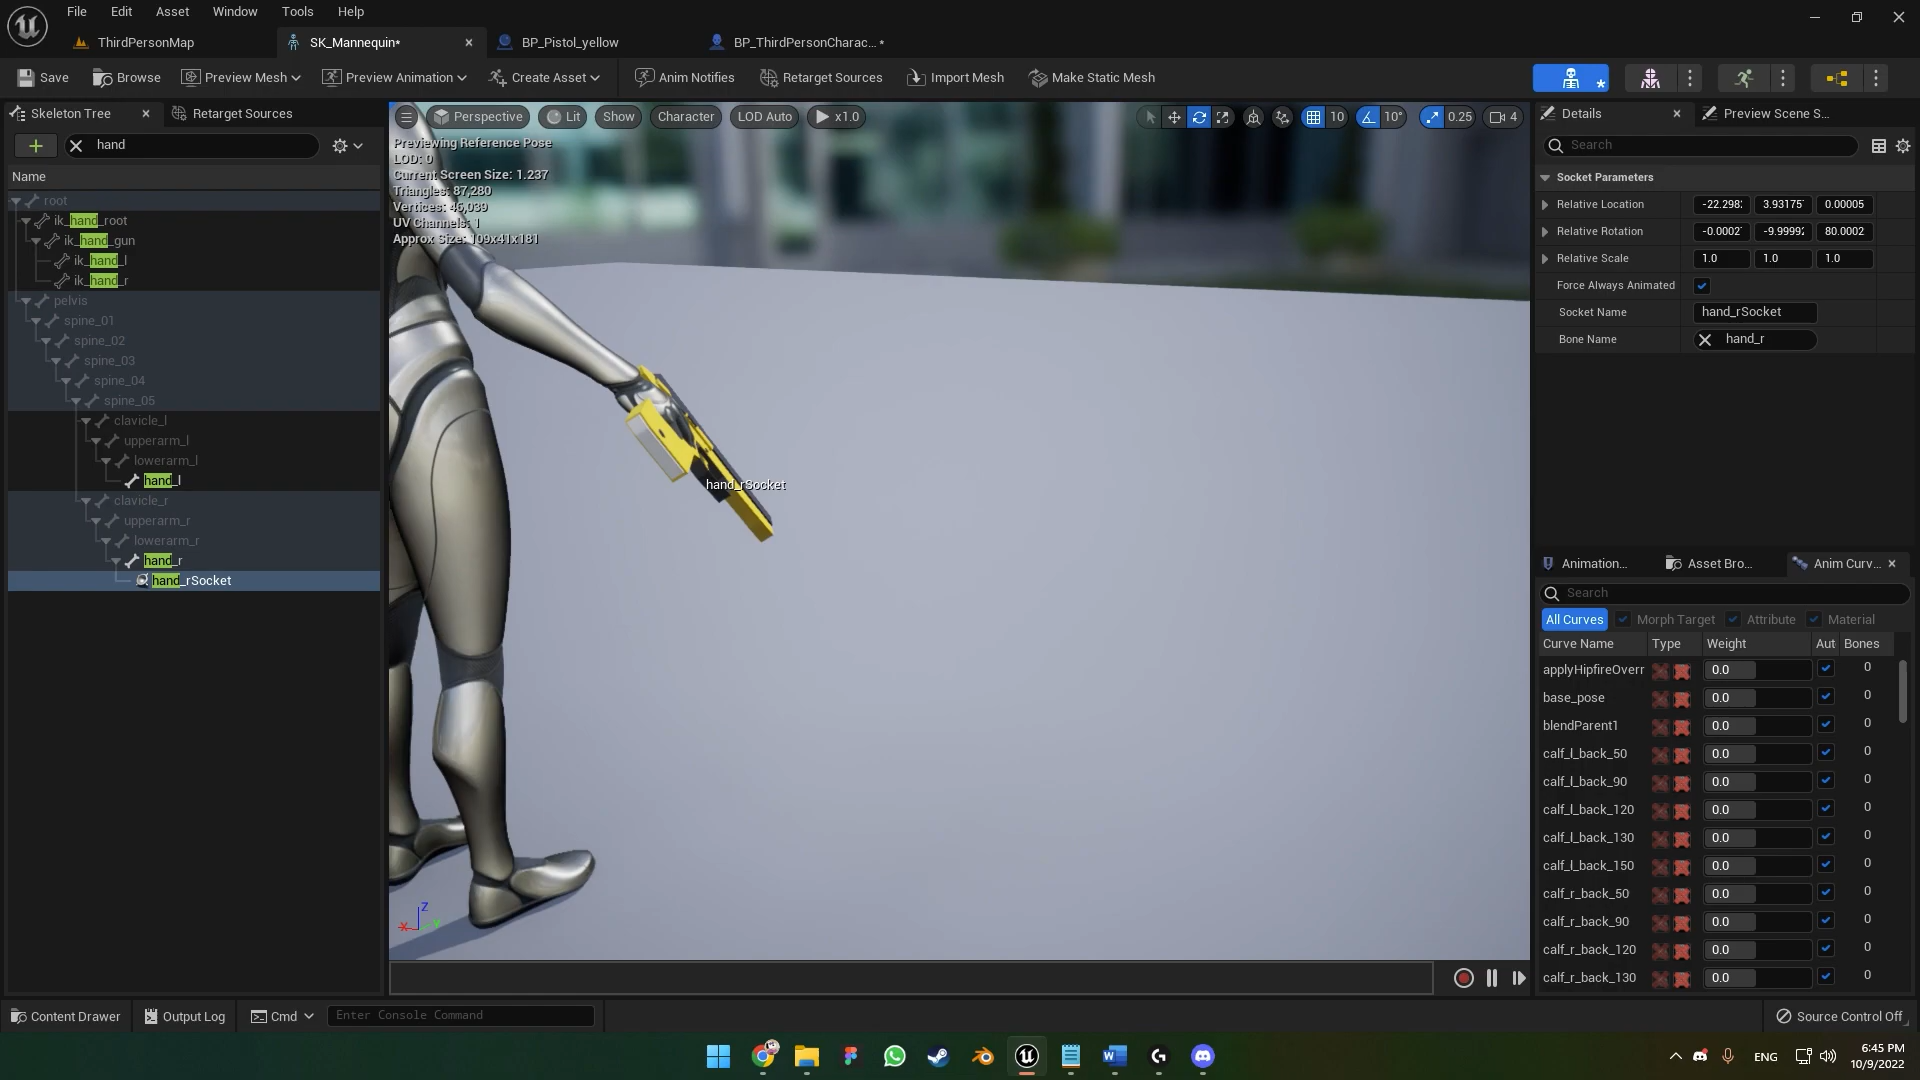 File Edit Asset Window Tools Help
ThirdPersonMap SK_Mannequin* BP_Pistol_yellow BP_ThirdPersonCharac... *
Save Browse Preview Mesh Preview Animation Create Asset Anim Notifies Retarget Sources Import Mesh Make Static Mesh
Skeleton Tree Retarget Sources
hand
Name
root
ik_hand_root
ik_hand_gun
ik_hand_l
ik_hand_r
pelvis
spine_01
spine_02
spine_03
spine_04
spine_05
clavicle_l
upperarm_l
lowerarm_l
hand_l
clavicle_r
upperarm_r
lowerarm_r
hand_r
hand_rSocket
Perspective Lit Show Character LOD Auto x1.0 10 10° 0.25 4
Previewing Reference Pose
LOD: 0
Current Screen Size: 1.237
Triangles: 87,280
Vertices: 46,039
UV Channels: 1
Approx Size: 109x41x181
hand_rSocket
Z
X Y
Details Preview Scene S...
Search
Socket Parameters
Relative Location -22.298 3.93175 0.00005
Relative Rotation -0.0002 -9.9999 80.0002
Relative Scale 1.0 1.0 1.0
Force Always Animated
Socket Name hand_rSocket
Bone Name hand_r
Animation... Asset Bro... Anim Curv...
Search
All Curves Morph Target Attribute Material
Curve Name Type Weight Aut Bones
applyHipfireOverr 0.0 0
base_pose 0.0 0
blendParent1 0.0 0
calf_l_back_50 0.0 0
calf_l_back_90 0.0 0
calf_l_back_120 0.0 0
calf_l_back_130 0.0 0
calf_l_back_150 0.0 0
calf_r_back_50 0.0 0
calf_r_back_90 0.0 0
calf_r_back_120 0.0 0
calf_r_back_130 0.0 0
Content Drawer Output Log Cmd Enter Console Command Source Control Off
ENG 6:45 PM
10/9/2022